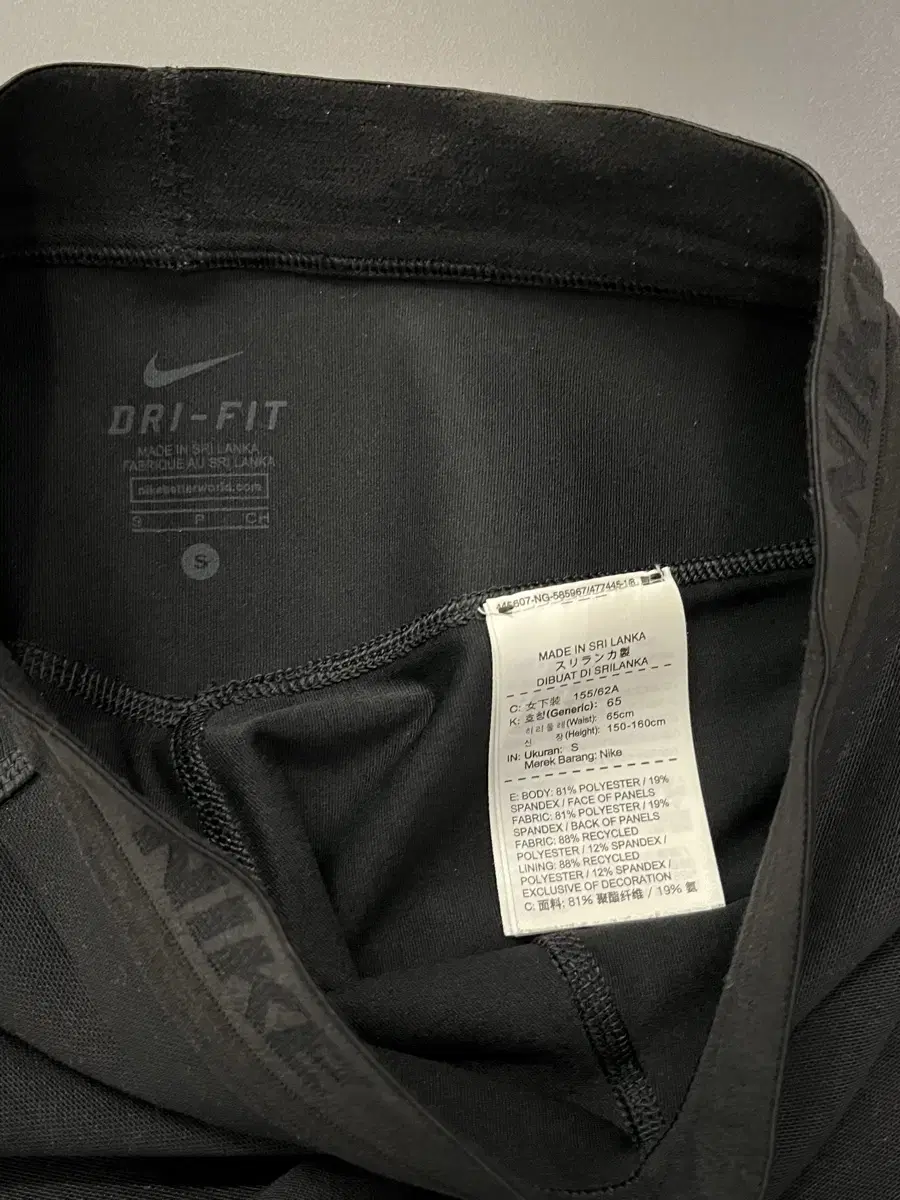 DRI-FIT
MADE IN SRI LANKA
FABRIQUE AU SRI LANKA
nikebetterworld.com
S P CH
S
NIKE
NIKE
MADE IN SRI LANKA
スリランカ製
DIBUAT DI SRILANKA
C: 女下装 155/62A
K: 호칭(Generic): 65
허리둘레(Waist): 65cm
신 장(Height): 150-160cm
IN: Ukuran: S
Merek Barang: Nike
E: BODY: 81% POLYESTER / 19%
SPANDEX / FACE OF PANELS
FABRIC: 81% POLYESTER / 19%
SPANDEX / BACK OF PANELS
FABRIC: 88% RECYCLED
POLYESTER / 12% SPANDEX /
LINING: 88% RECYCLED
POLYESTER / 12% SPANDEX /
EXCLUSIVE OF DECORATION
C: 面料: 81% 聚酯纤维 / 19% 氨